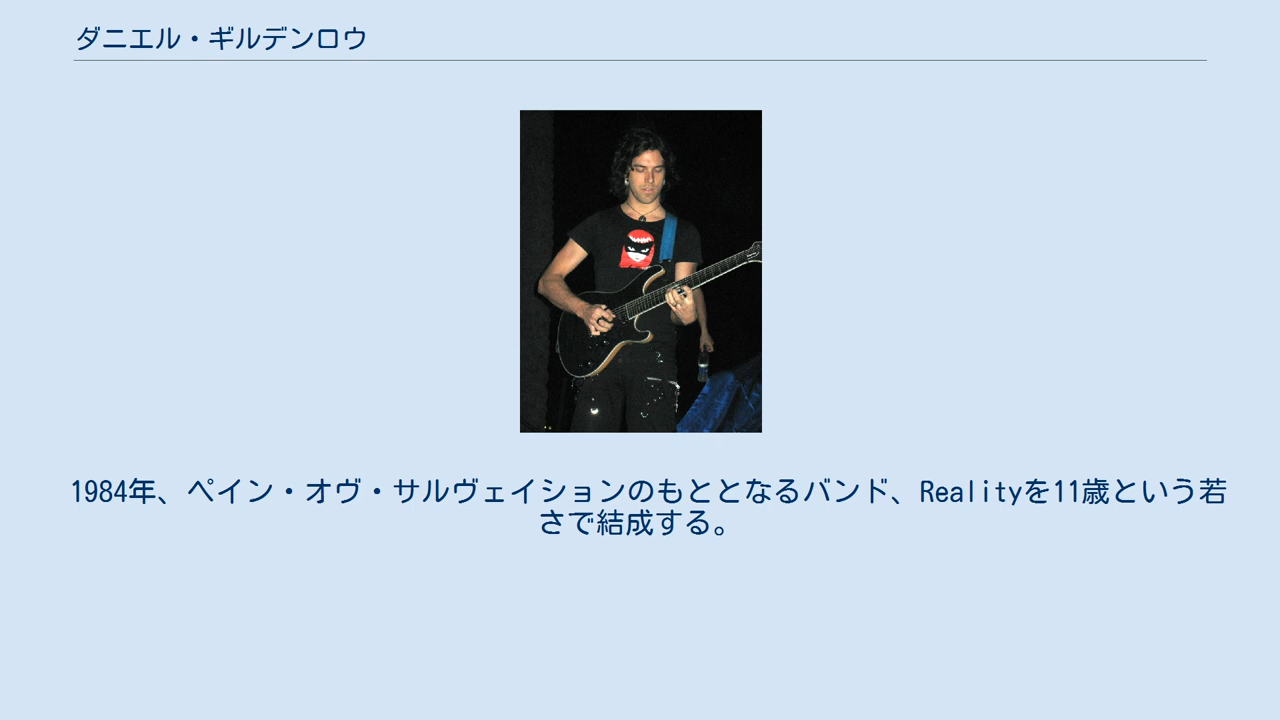 ダニエル・ギルデンロウ
1984年、ペイン・オヴ・サルヴェイションのもととなるバンド、Realityを11歳という若
さで結成する。